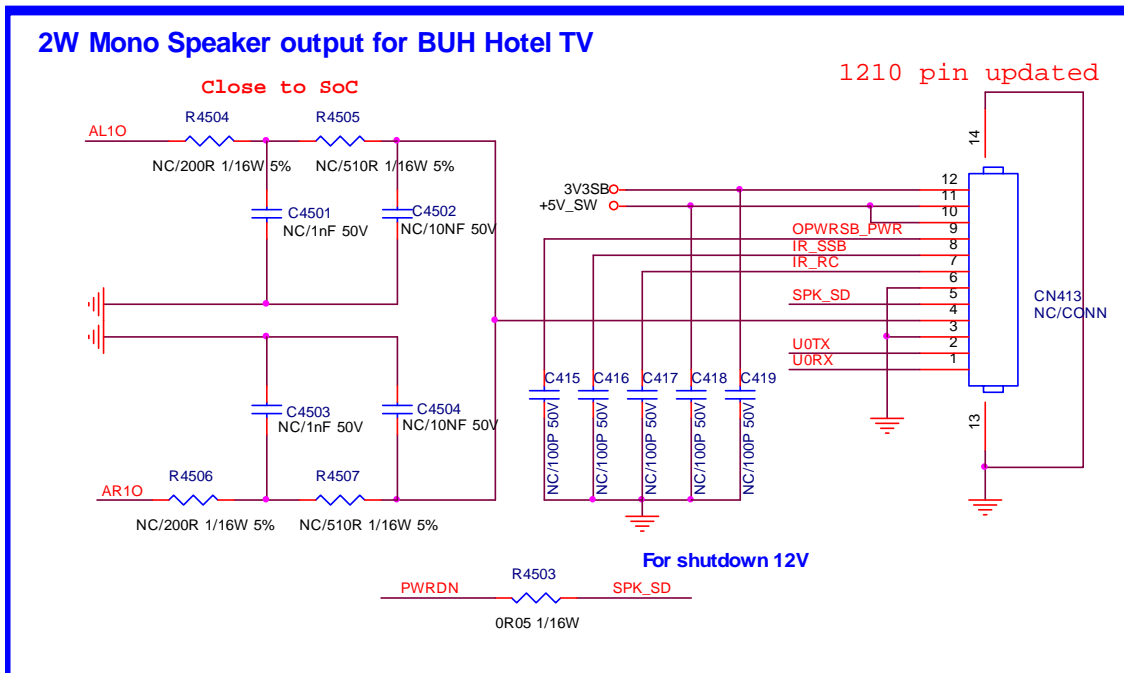 2W Mono Speaker output for BUH Hotel TV
1210 pin updated
Close to SoC
R4504
R4505
AL1O
NC/200R 1/16W 5%
NC/510R 1/16W 5%
C4501
NC/1nF 50V
C4502
NC/10NF 50V
C4503
NC/1nF 50V
C4504
NC/10NF 50V
R4506
R4507
AR1O
NC/200R 1/16W 5%
NC/510R 1/16W 5%
3V3SB
+5V_SW
OPWRSB_PWR
IR_SSB
IR_RC
SPK_SD
U0TX
U0RX
14
12
11
10
9
8
7
6
5
4
3
2
1
13
CN413
NC/CONN
C415
C416
C417
C418
C419
NC/100P 50V
NC/100P 50V
NC/100P 50V
NC/100P 50V
NC/100P 50V
For shutdown 12V
PWRDN
R4503
SPK_SD
0R05 1/16W